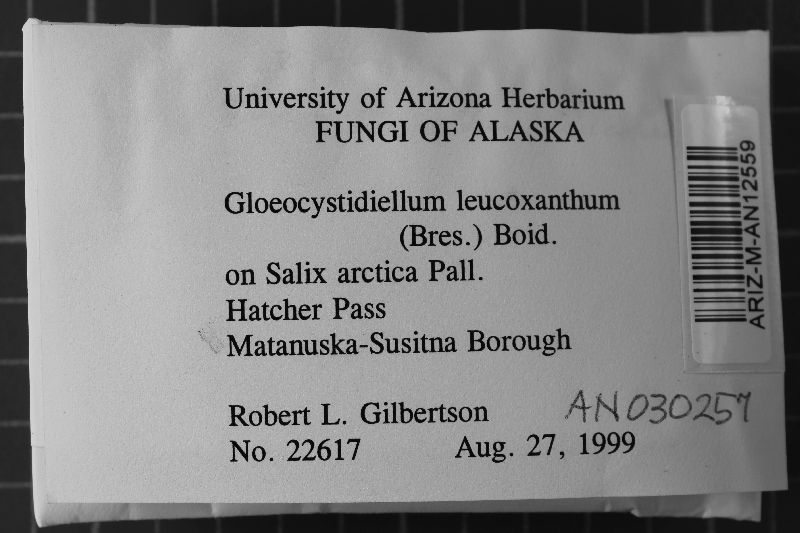 University of Arizona Herbarium
FUNGI OF ALASKA
Gloeocystidiellum leucoxanthum
(Bres.) Boid.
on Salix arctica Pall.
Hatcher Pass
Matanuska-Susitna Borough
Robert L. Gilbertson
AN030257
No. 22617 Aug. 27, 1999
ARIZ-M-AN12559